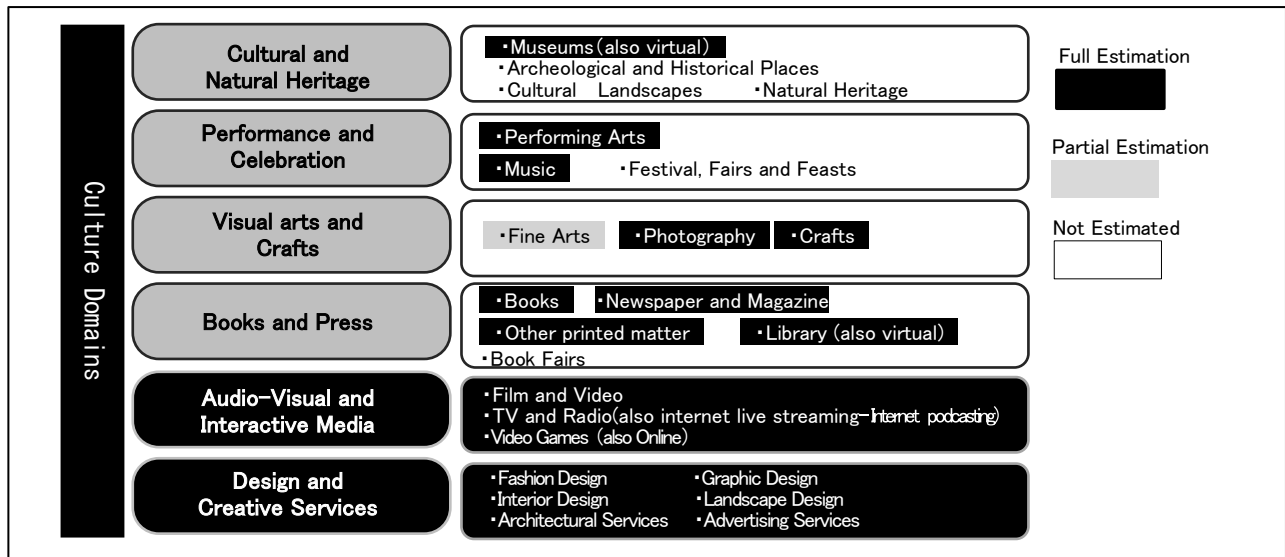 Culture Domains
Cultural and
Natural Heritage
・Museums(also virtual)
・Archeological and Historical Places
・Cultural Landscapes ・Natural Heritage
Performance and
Celebration
・Performing Arts
・Music ・Festival, Fairs and Feasts
Visual arts and
Crafts
・Fine Arts ・Photography ・Crafts
Books and Press
・Books ・Newspaper and Magazine
・Other printed matter ・Library (also virtual)
・Book Fairs
Audio-Visual and
Interactive Media
・Film and Video
・TV and Radio(also internet live streaming-Internet podcasting)
・Video Games (also Online)
Design and
Creative Services
・Fashion Design ・Graphic Design
・Interior Design ・Landscape Design
・Architectural Services ・Advertising Services
Full Estimation
Partial Estimation
Not Estimated